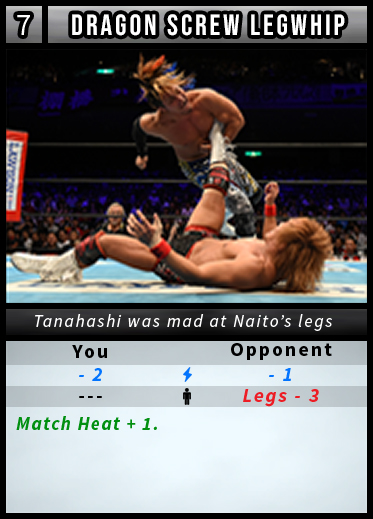 7 DRAGON SCREW LEGWHIP
LAWSON
Tanahashi was mad at Naito's legs
You Opponent
- 2 - 1
--- Legs - 3
Match Heat + 1.